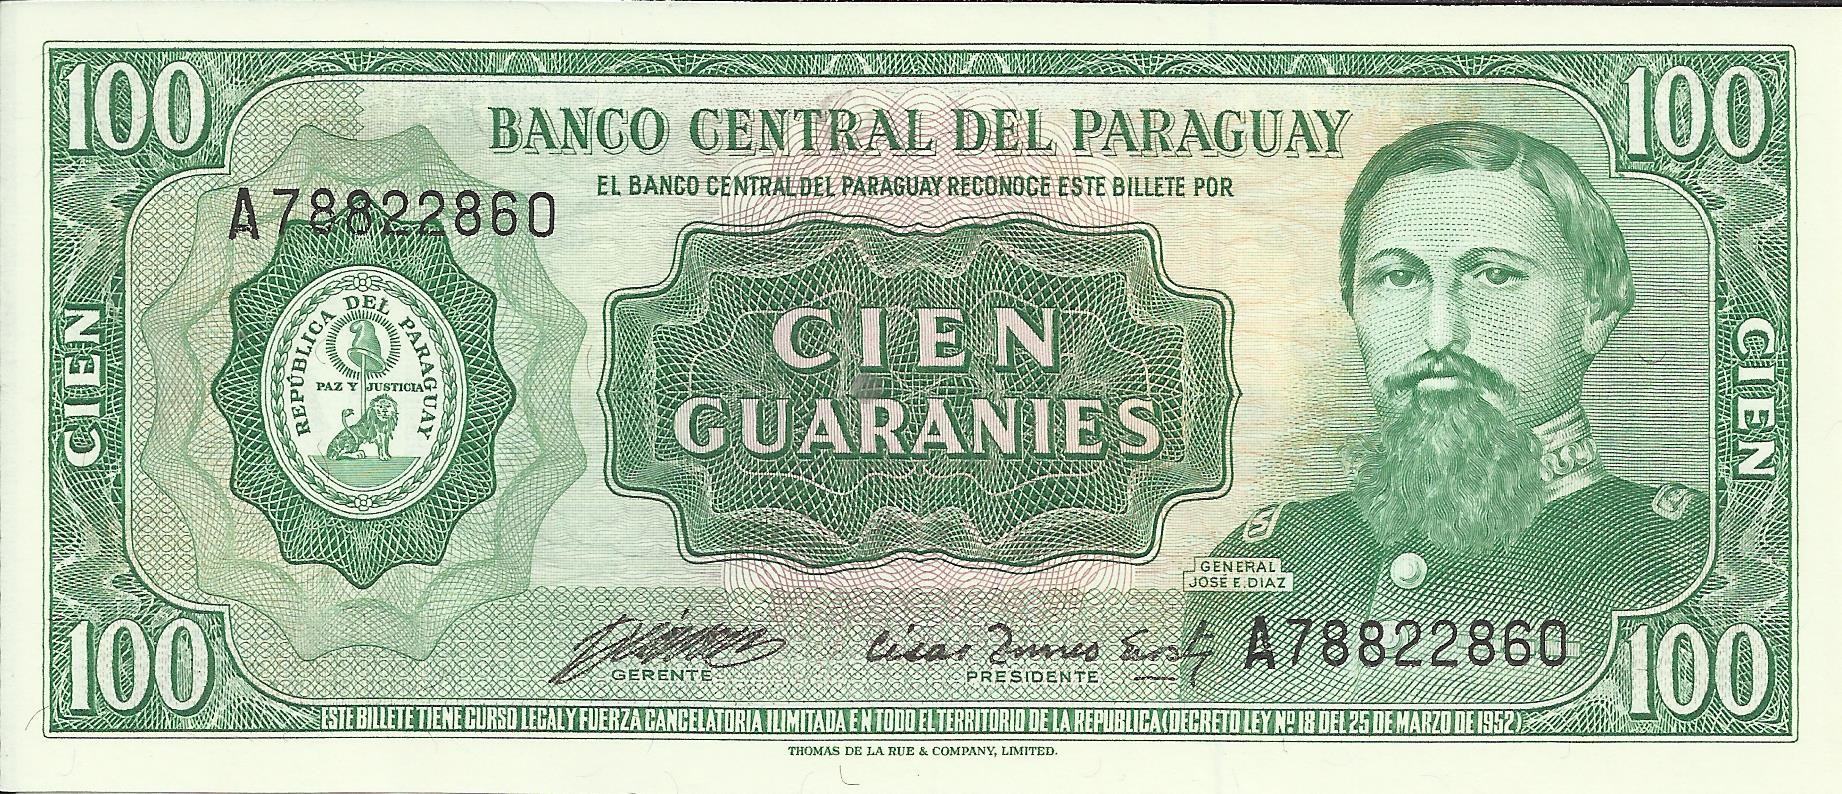 100
100
BANCO CENTRAL DEL PARAGUAY
EL BANCO CENTRAL DEL PARAGUAY RECONOCE ESTE BILLETE POR
A78822860
REPÚBLICA DEL PARAGUAY
PAZ Y JUSTICIA
CIEN
GUARANIES
CIEN
CIEN
GENERAL
JOSÉ E. DIAZ
A78822860
GERENTE
PRESIDENTE
100
100
ESTE BILLETE TIENE CURSO LEGAL Y FUERZA CANCELATORIA ILIMITADA EN TODO EL TERRITORIO DE LA REPUBLICA (DECRETO LEY Nº 18 DEL 25 DE MARZO DE 1952)
THOMAS DE LA RUE & COMPANY, LIMITED.